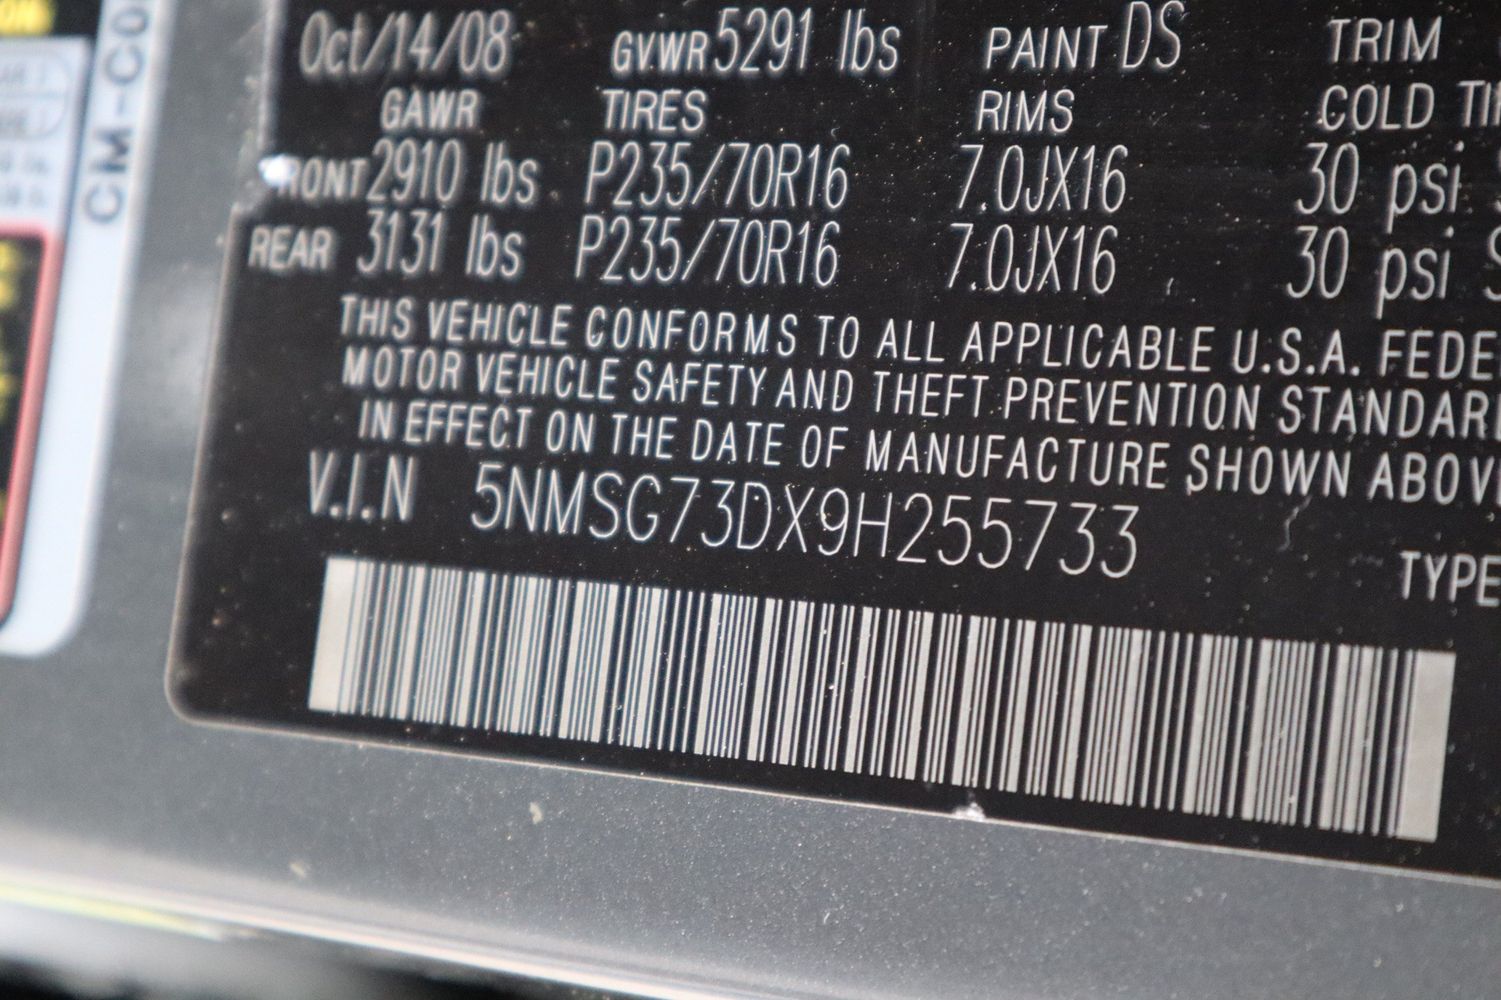 Oct/14/08 GVWR 5291 lbs PAINT DS TRIM
GAWR TIRES RIMS COLD
FRONT 2910 lbs P235/70R16 7.0JX16 30 psi
REAR 3131 lbs P235/70R16 7.0JX16 30 psi
THIS VEHICLE CONFORMS TO ALL APPLICABLE U.S.A. FEDE
MOTOR VEHICLE SAFETY AND THEFT PREVENTION STANDAR
IN EFFECT ON THE DATE OF MANUFACTURE SHOWN ABOV
V.I.N 5NMSG73DX9H255733
TYPE